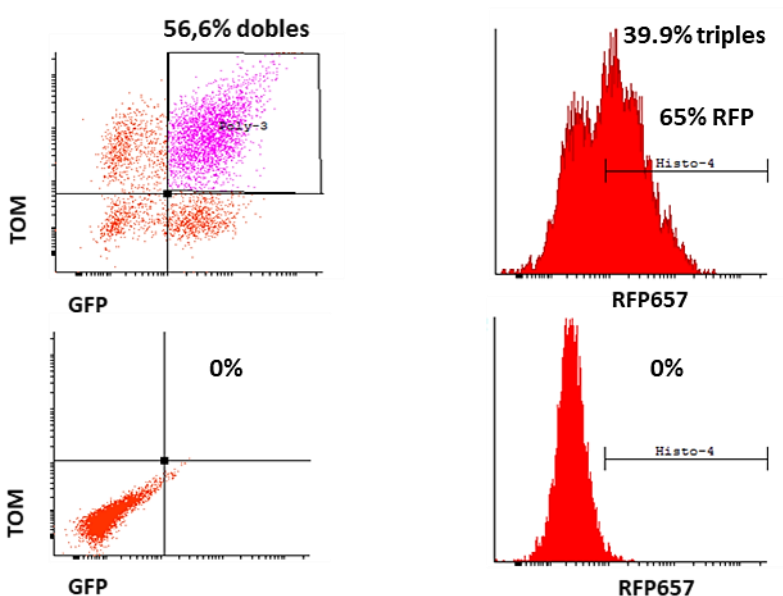 56,6% dobles
Poly-3
TOM
GFP
39.9% triples
65% RFP
Histo-4
RFP657
0%
TOM
GFP
0%
Histo-4
RFP657